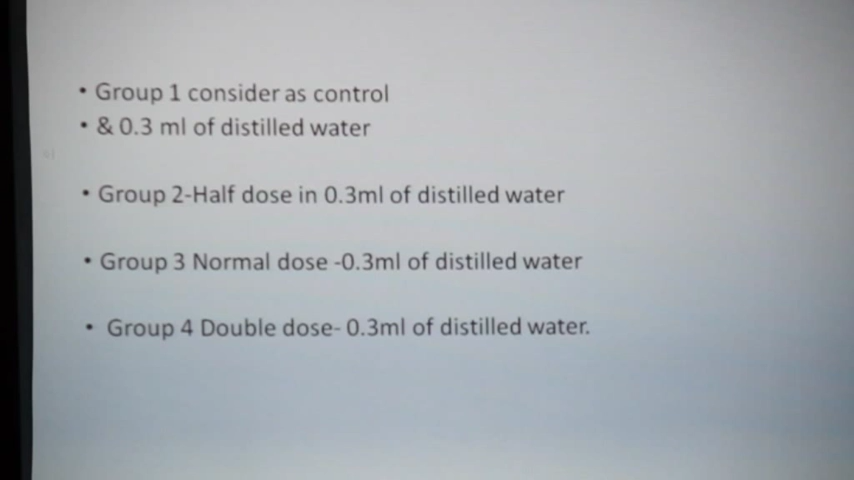 • Group 1 consider as control
• & 0.3 ml of distilled water
• Group 2-Half dose in 0.3ml of distilled water
• Group 3 Normal dose -0.3ml of distilled water
• Group 4 Double dose- 0.3ml of distilled water.